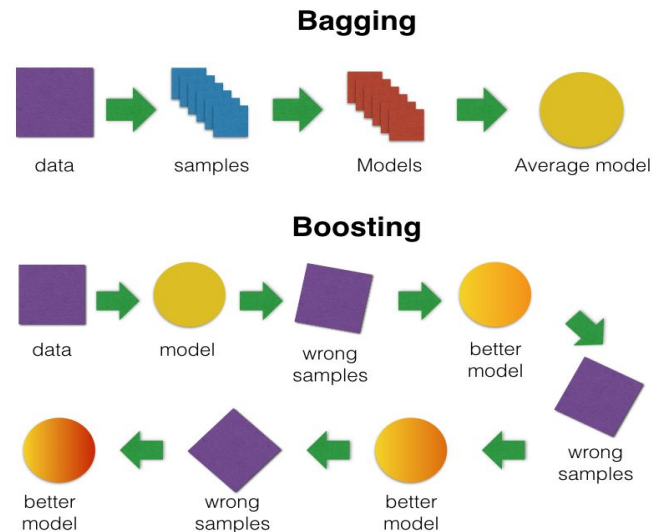 Bagging
data
samples
Models
Average model
Boosting
data
model
wrong
samples
better
model
wrong
samples
better
model
wrong
samples
better
model